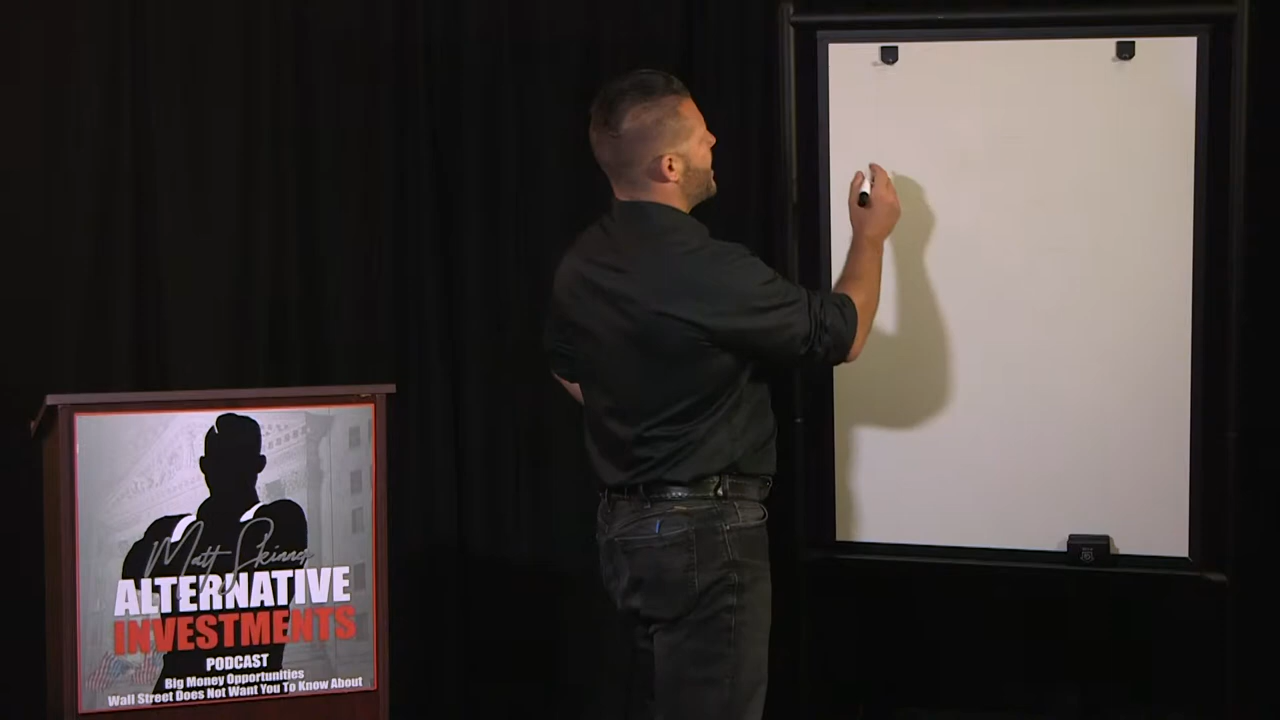 Matt Skinner
ALTERNATIVE
INVESTMENTS
PODCAST
Big Money Opportunities
Wall Street Does Not Want You To Know About